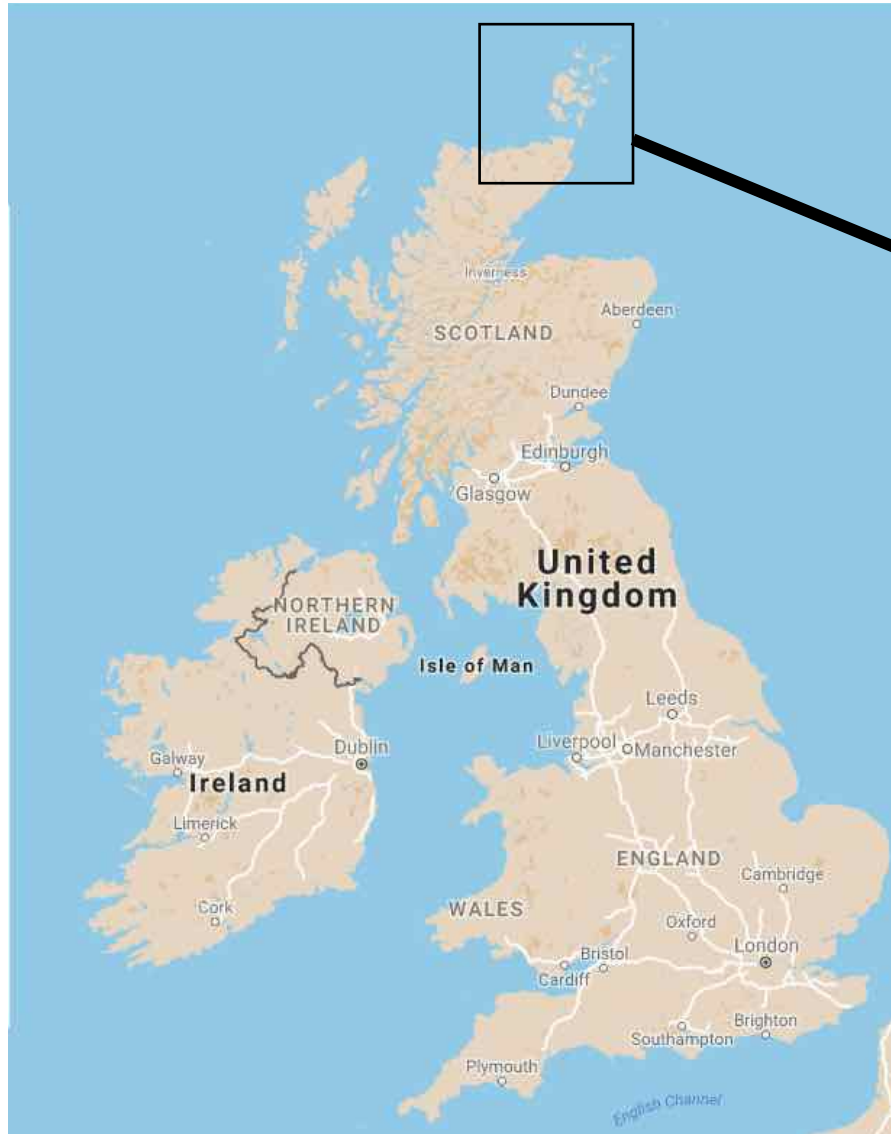 Inverness
Aberdeen
SCOTLAND
Dundee
Edinburgh
Glasgow
United
Kingdom
NORTHERN
IRELAND
Isle of Man
Leeds
Liverpool
Manchester
Dublin
Galway
Ireland
Limerick
ENGLAND
Cambridge
Cork
WALES
Oxford
London
Bristol
Cardiff
Brighton
Southampton
Plymouth
English Channel